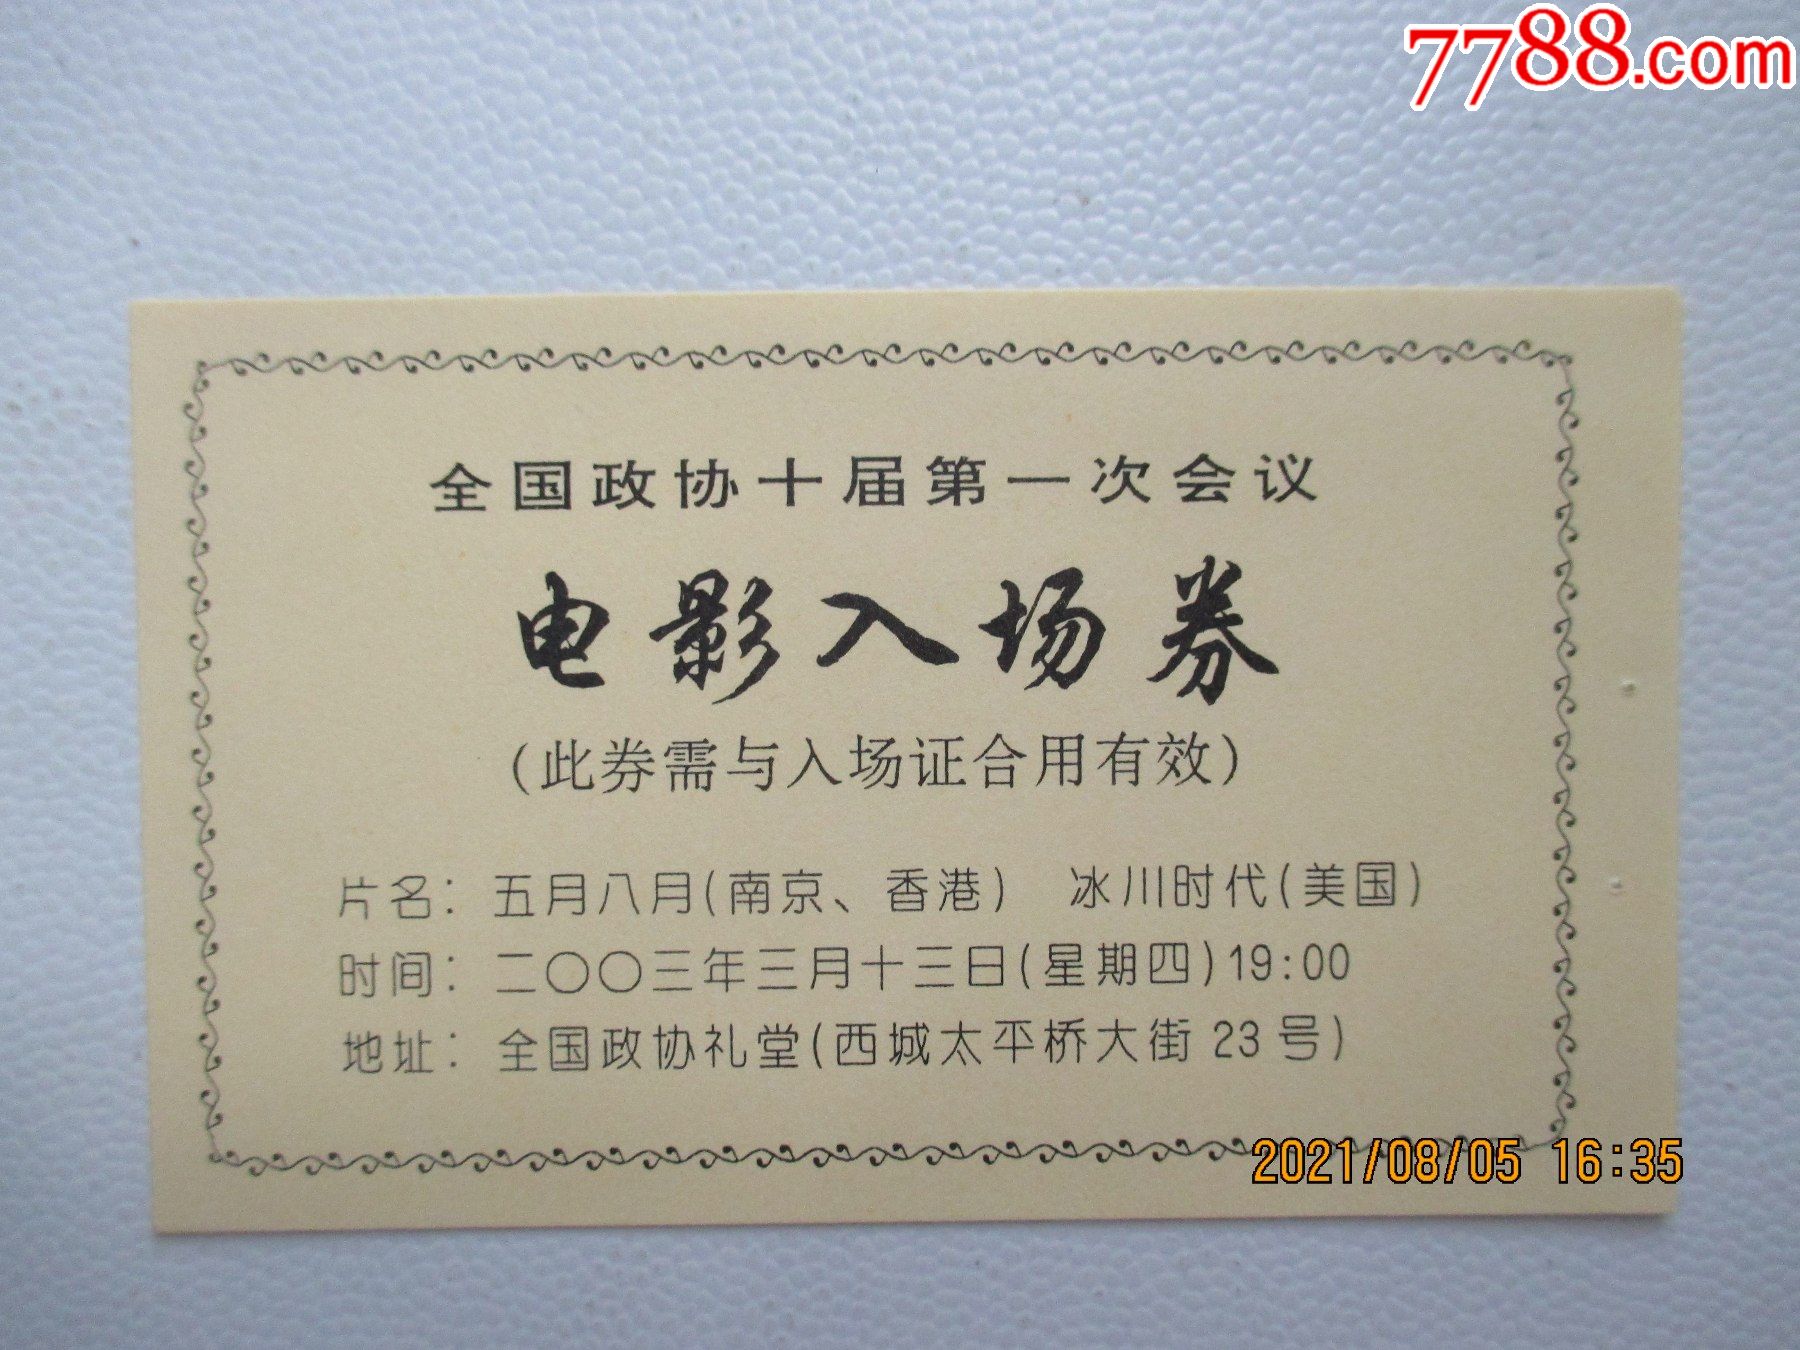 7788.com
全国政协十届第一次会议
电影入场券
(此券需与入场证合用有效)
片名：五月八月(南京、香港) 冰川时代(美国)
时间：二〇〇三年三月十三日(星期四)19:00
地址：全国政协礼堂(西城太平桥大街 23 号)
2021/08/05 16:35